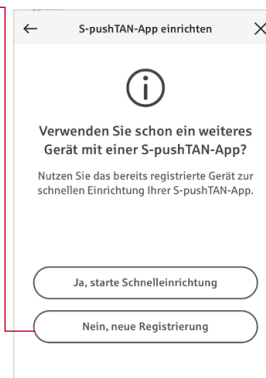 S-pushTAN-App einrichten
Verwenden Sie schon ein weiteres
Gerät mit einer S-pushTAN-App?
Nutzen Sie das bereits registrierte Gerät zur
schnellen Einrichtung Ihrer S-pushTAN-App.
Ja, starte Schnelleinrichtung
Nein, neue Registrierung